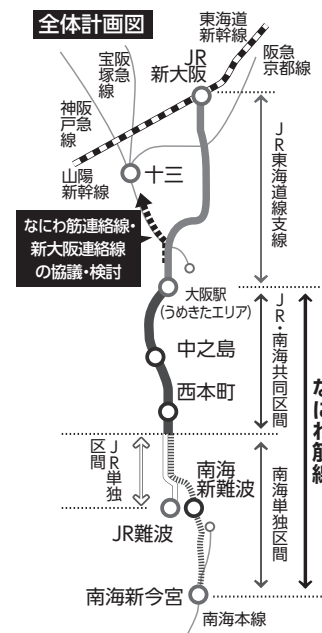 全体計画図
東海道
新幹線
阪急
宝塚線
JR
新大阪
阪急
京都線
阪急
神戸線
山陽
新幹線
十三
なにわ筋連絡線・
新大阪連絡線
の協議・検討
JR東海道線支線
大阪駅
(うめきたエリア)
中之島
西本町
JR・南海共同区間
なにわ筋線
JR単独
区間
南海
新難波
JR難波
南海単独区間
南海新今宮
南海本線